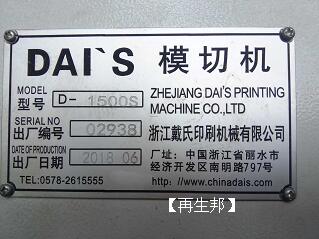 DAI`S 模切机
MODEL
型号 D- 1500S
ZHEJIANG DAI'S PRINTING
MACHINE CO.,LTD
SERIAL NO
出厂编号 02938
浙江戴氏印刷机械有限公司
DATE OF PRODUCTION
出厂日期 2018 06
厂址：中国浙江省丽水市
经济开发区南明路797号
TEL:0578-2615555
http://www.chinadais.com
【再生邦】